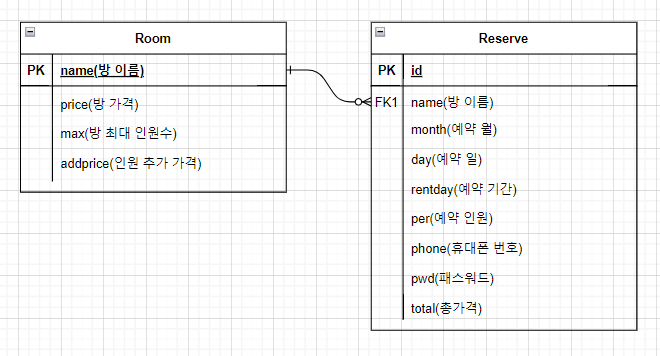 Room
PK name(방 이름)
price(방 가격)
max(방 최대 인원수)
addprice(인원 추가 가격)
Reserve
PK id
FK1 name(방 이름)
month(예약 월)
day(예약 일)
rentday(예약 기간)
per(예약 인원)
phone(휴대폰 번호)
pwd(패스워드)
total(총가격)